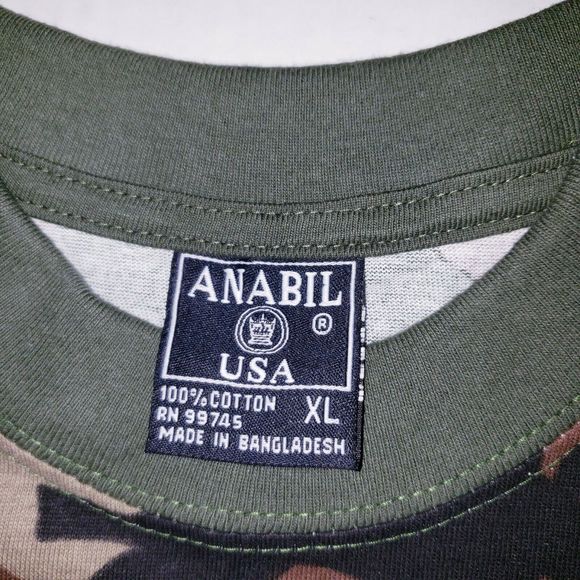 ANABIL
®
USA
100% COTTON XL
RN 99745
MADE IN BANGLADESH